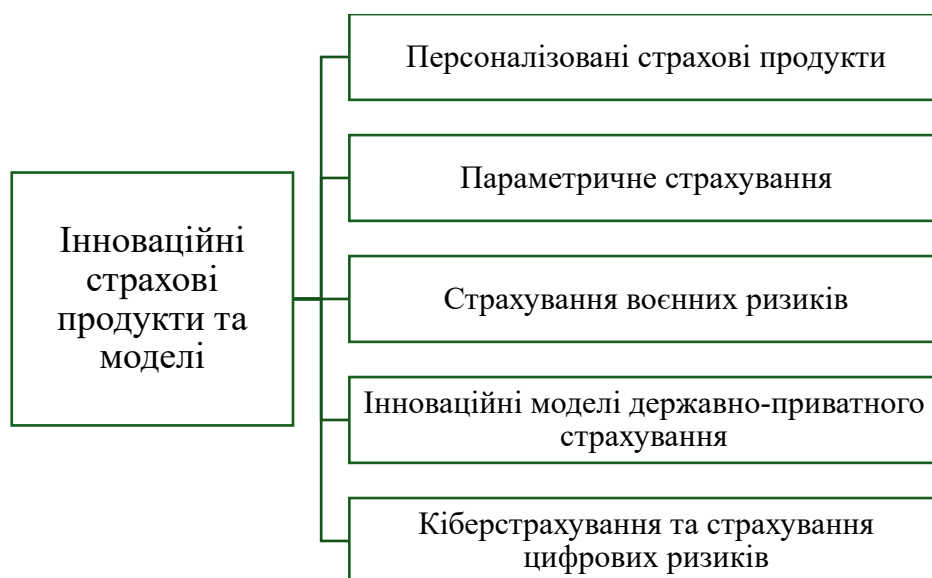 Інноваційні
страхові
продукти та
моделі
Персоналізовані страхові продукти
Параметричне страхування
Страхування воєнних ризиків
Інноваційні моделі державно-приватного
страхування
Кіберстрахування та страхування
цифрових ризиків